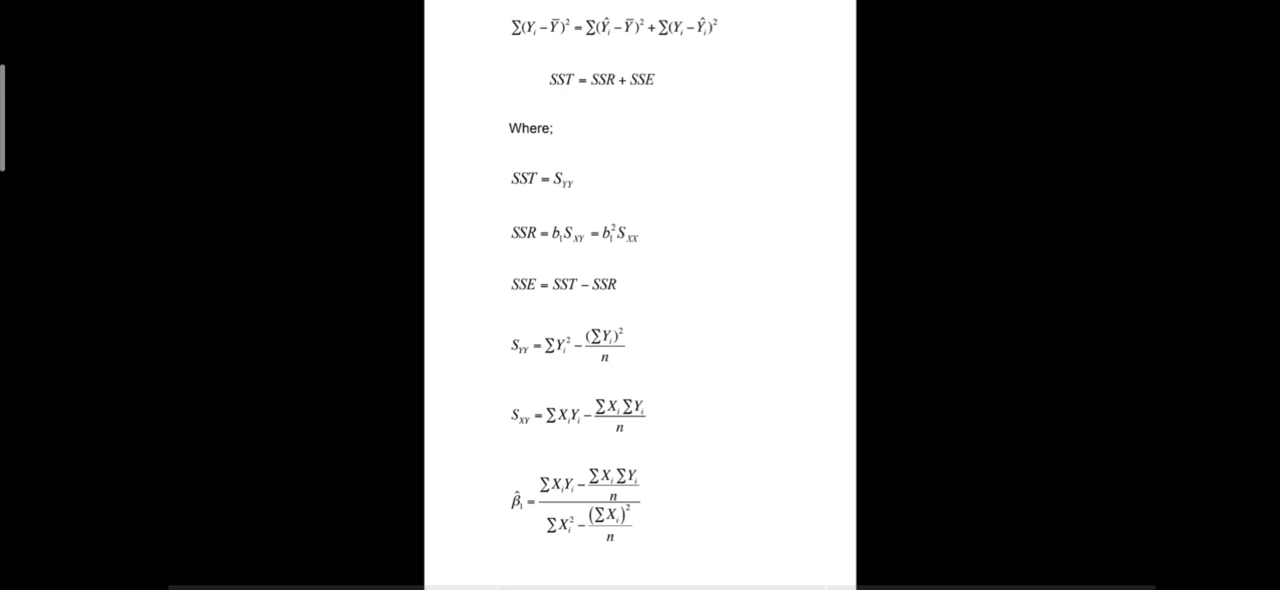 ∑(Yᵢ − Ȳ)² = ∑(Ŷᵢ − Ȳ)² + ∑(Yᵢ − Ŷᵢ)²
SST = SSR + SSE
Where;
SST = S_YY
SSR = b₁S_XY = b₁²S_XX
SSE = SST − SSR
S_YY = ∑Yᵢ² − (∑Yᵢ)² / n
S_XY = ∑XᵢYᵢ − ∑Xᵢ∑Yᵢ / n
β̂₁ = (∑XᵢYᵢ − ∑Xᵢ∑Yᵢ / n) / (∑Xᵢ² − (∑Xᵢ)² / n)